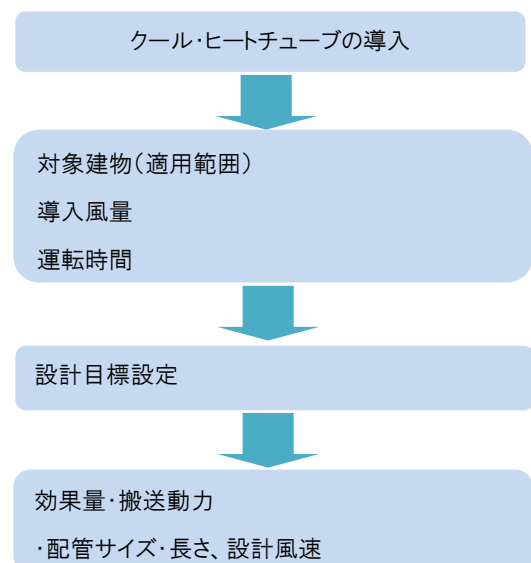 クール・ヒートチューブの導入
対象建物(適用範囲)
導入風量
運転時間
設計目標設定
効果量・搬送動力
・配管サイズ・長さ、設計風速